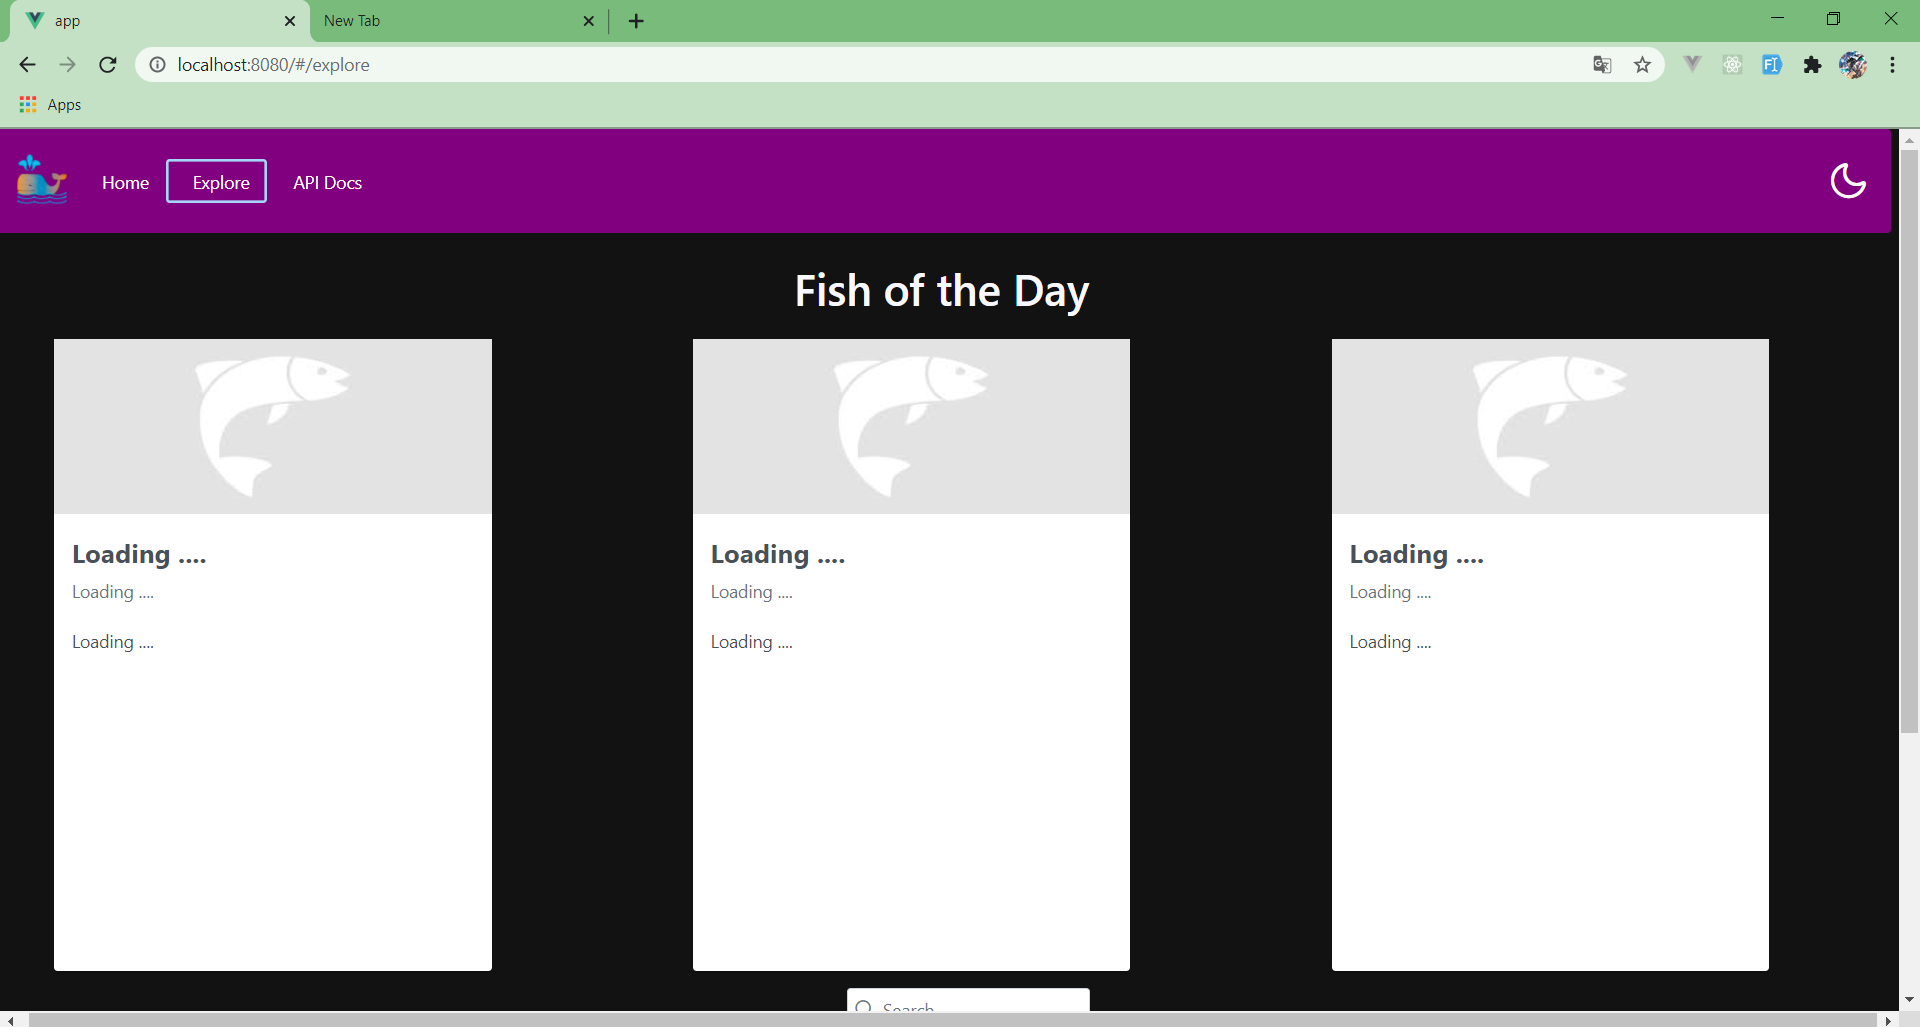 app
New Tab
localhost:8080/#/explore
Apps
Home
Explore
API Docs
Fish of the Day
Loading ....
Loading ....
Loading ....
Loading ....
Loading ....
Loading ....
Loading ....
Loading ....
Loading ....
Search